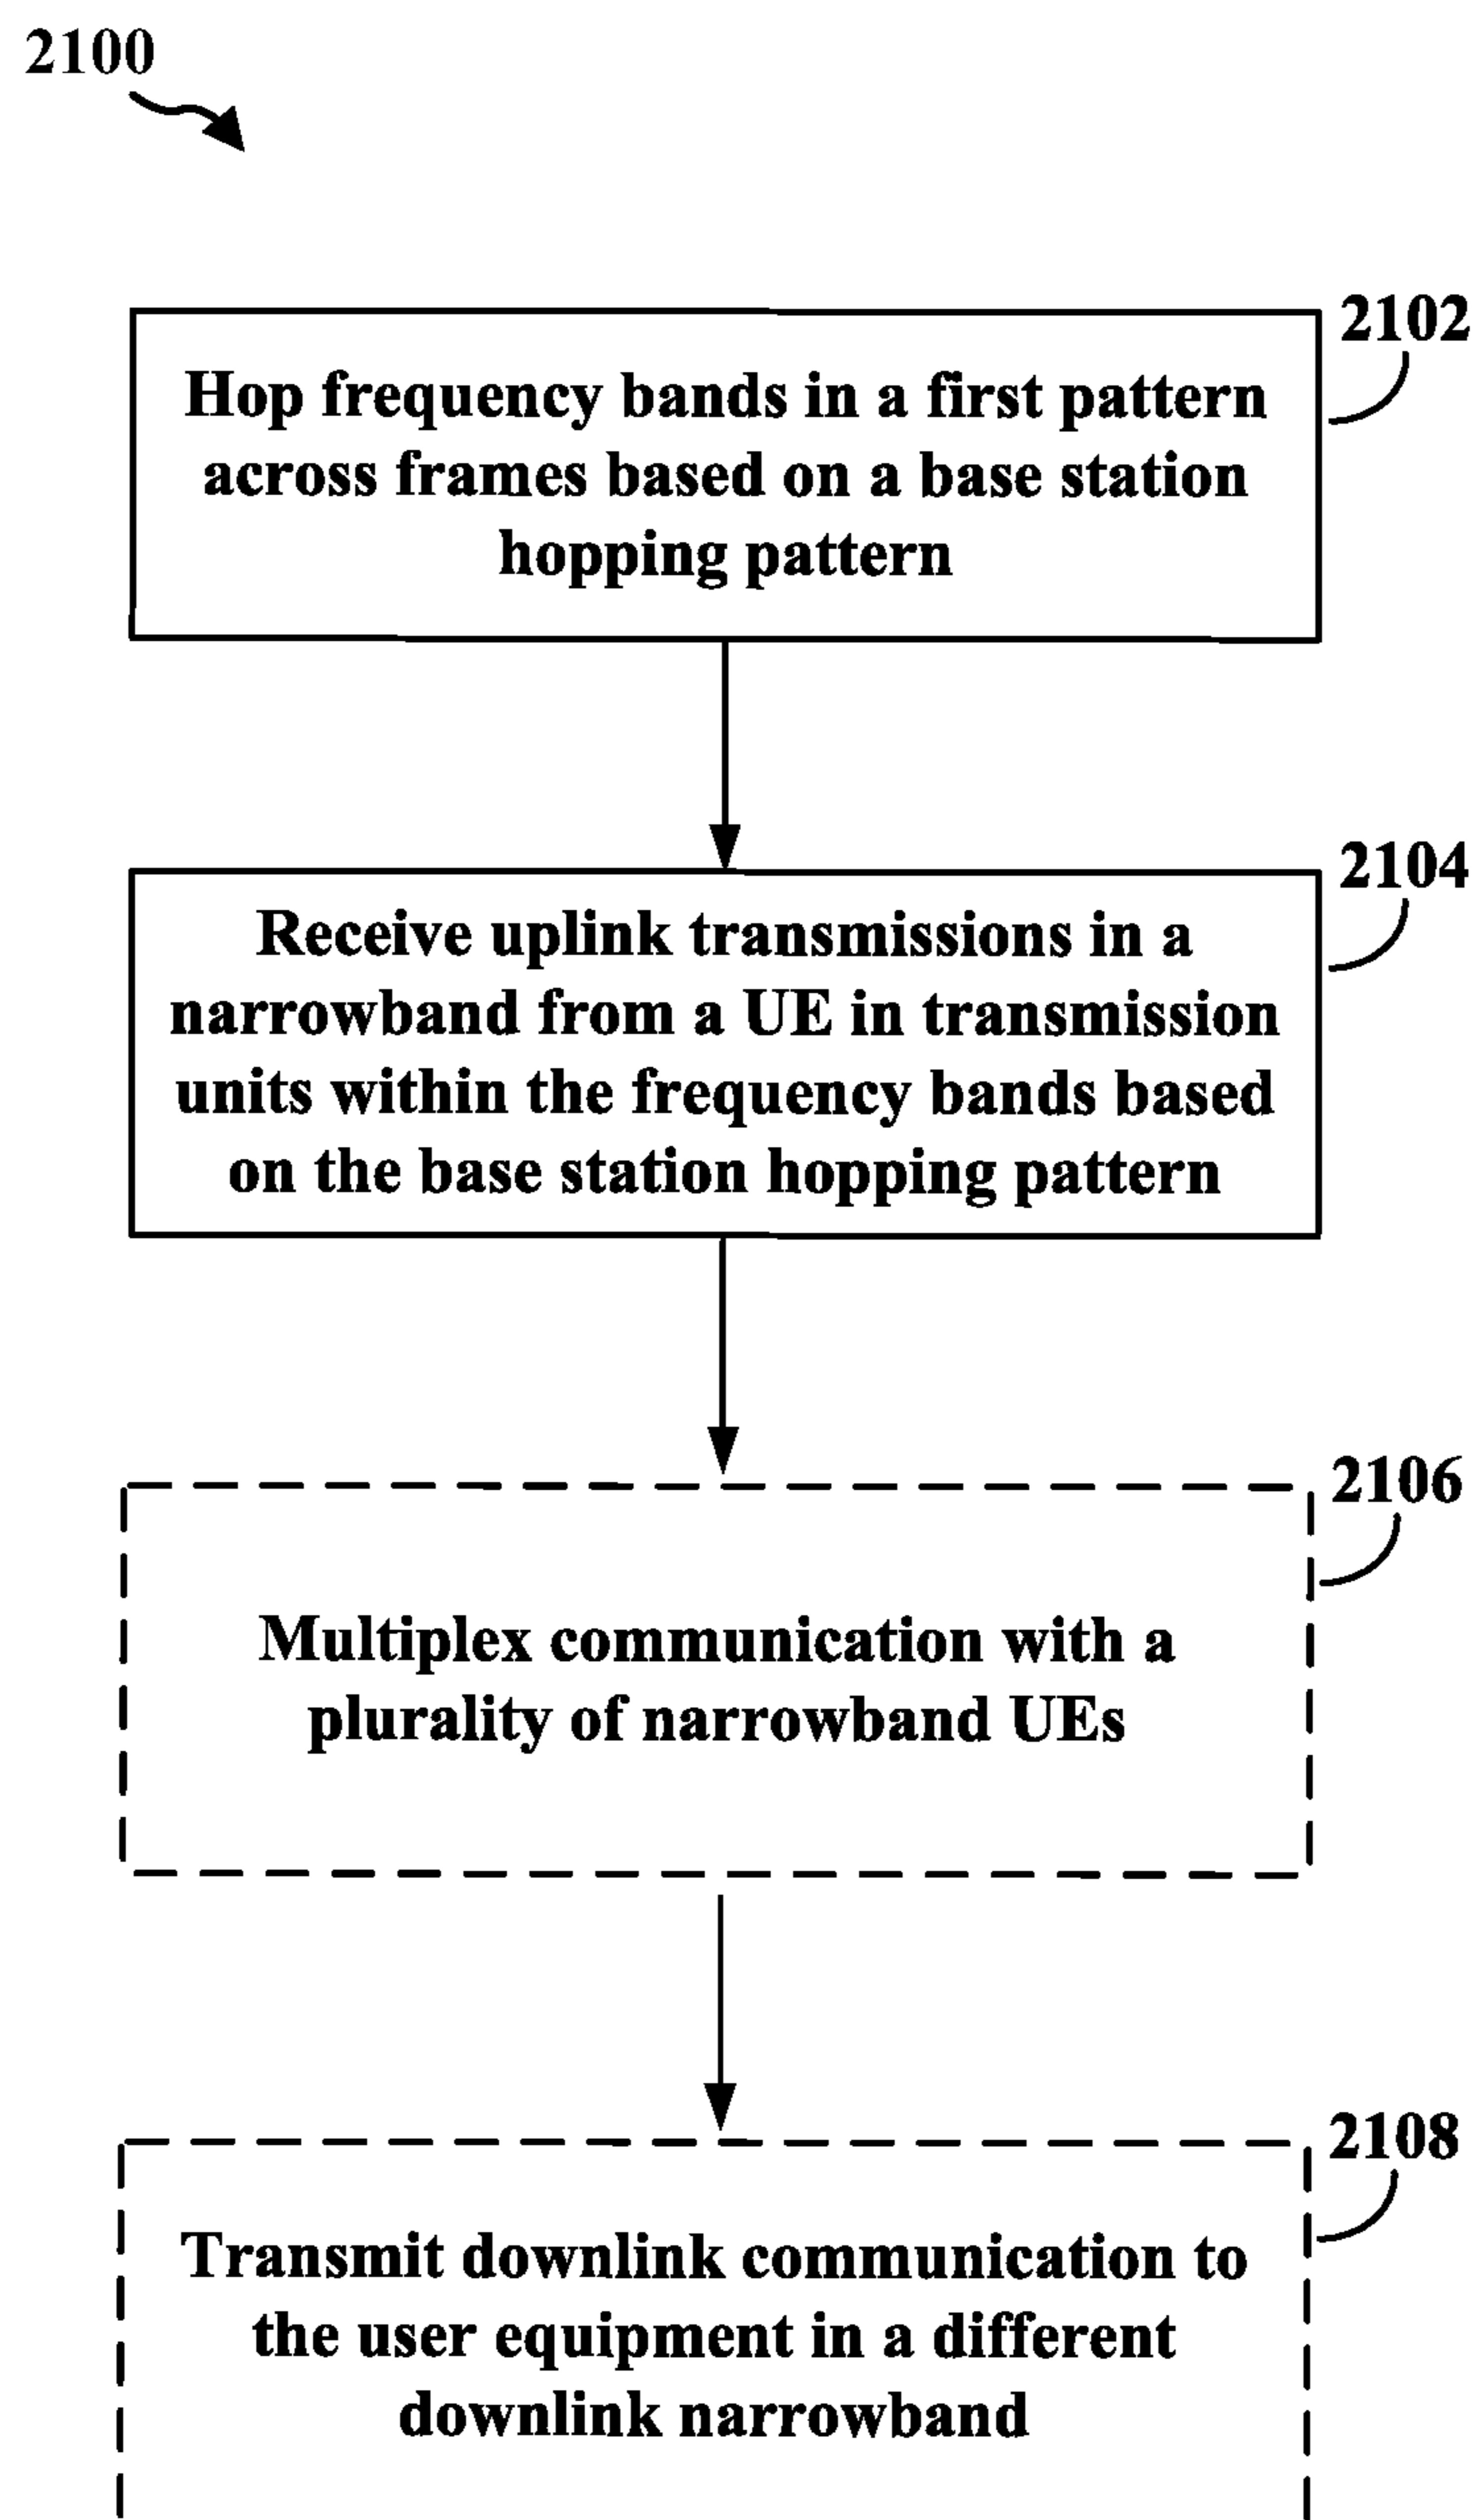 2100
2102
Hop frequency bands in a first pattern
across frames based on a base station
hopping pattern
2104
Receive uplink transmissions in a
narrowband from a UE in transmission
units within the frequency bands based
on the base station hopping pattern
2106
Multiplex communication with a
plurality of narrowband UEs
2108
Transmit downlink communication to
the user equipment in a different
downlink narrowband